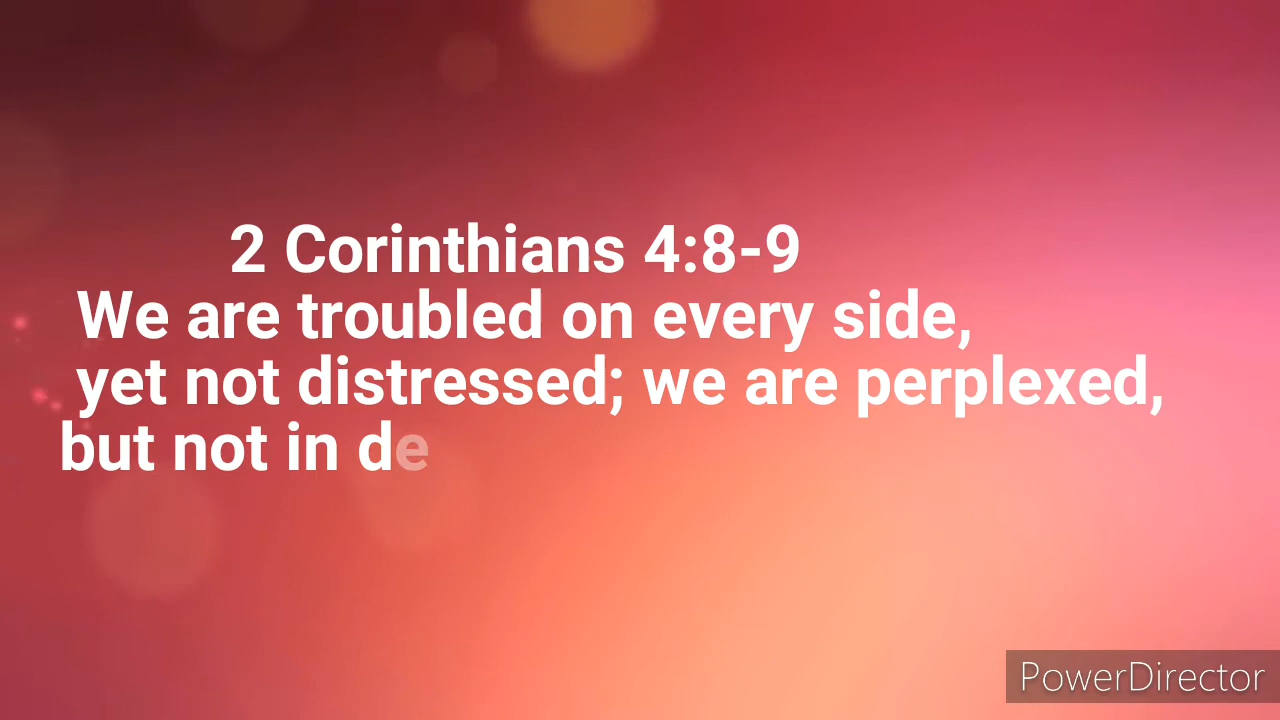 2 Corinthians 4:8-9
We are troubled on every side,
yet not distressed; we are perplexed,
but not in de
PowerDirector